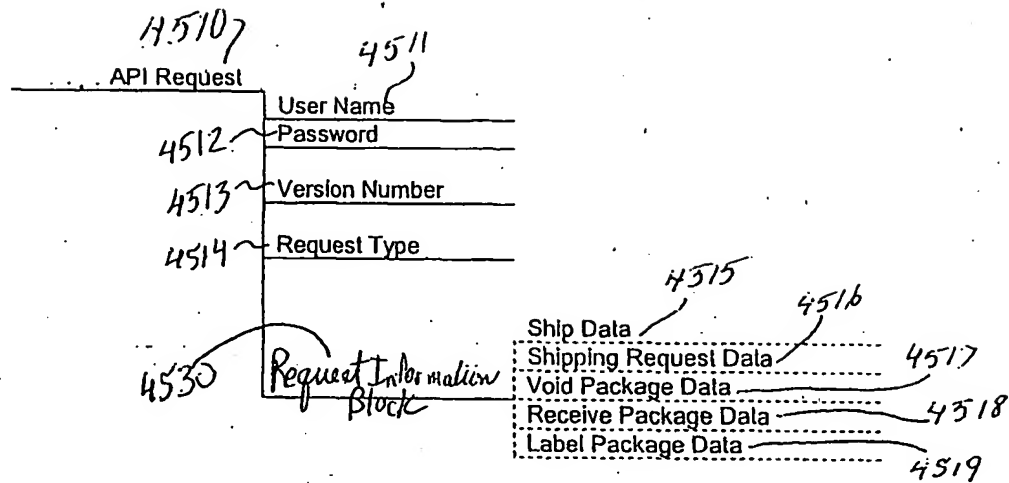 4510
4511
API Request
User Name
4512 Password
4513 Version Number
4514 Request Type
4515
4516
Ship Data
Shipping Request Data
4517
4530 Request Information Block
Void Package Data
Receive Package Data 4518
Label Package Data
4519